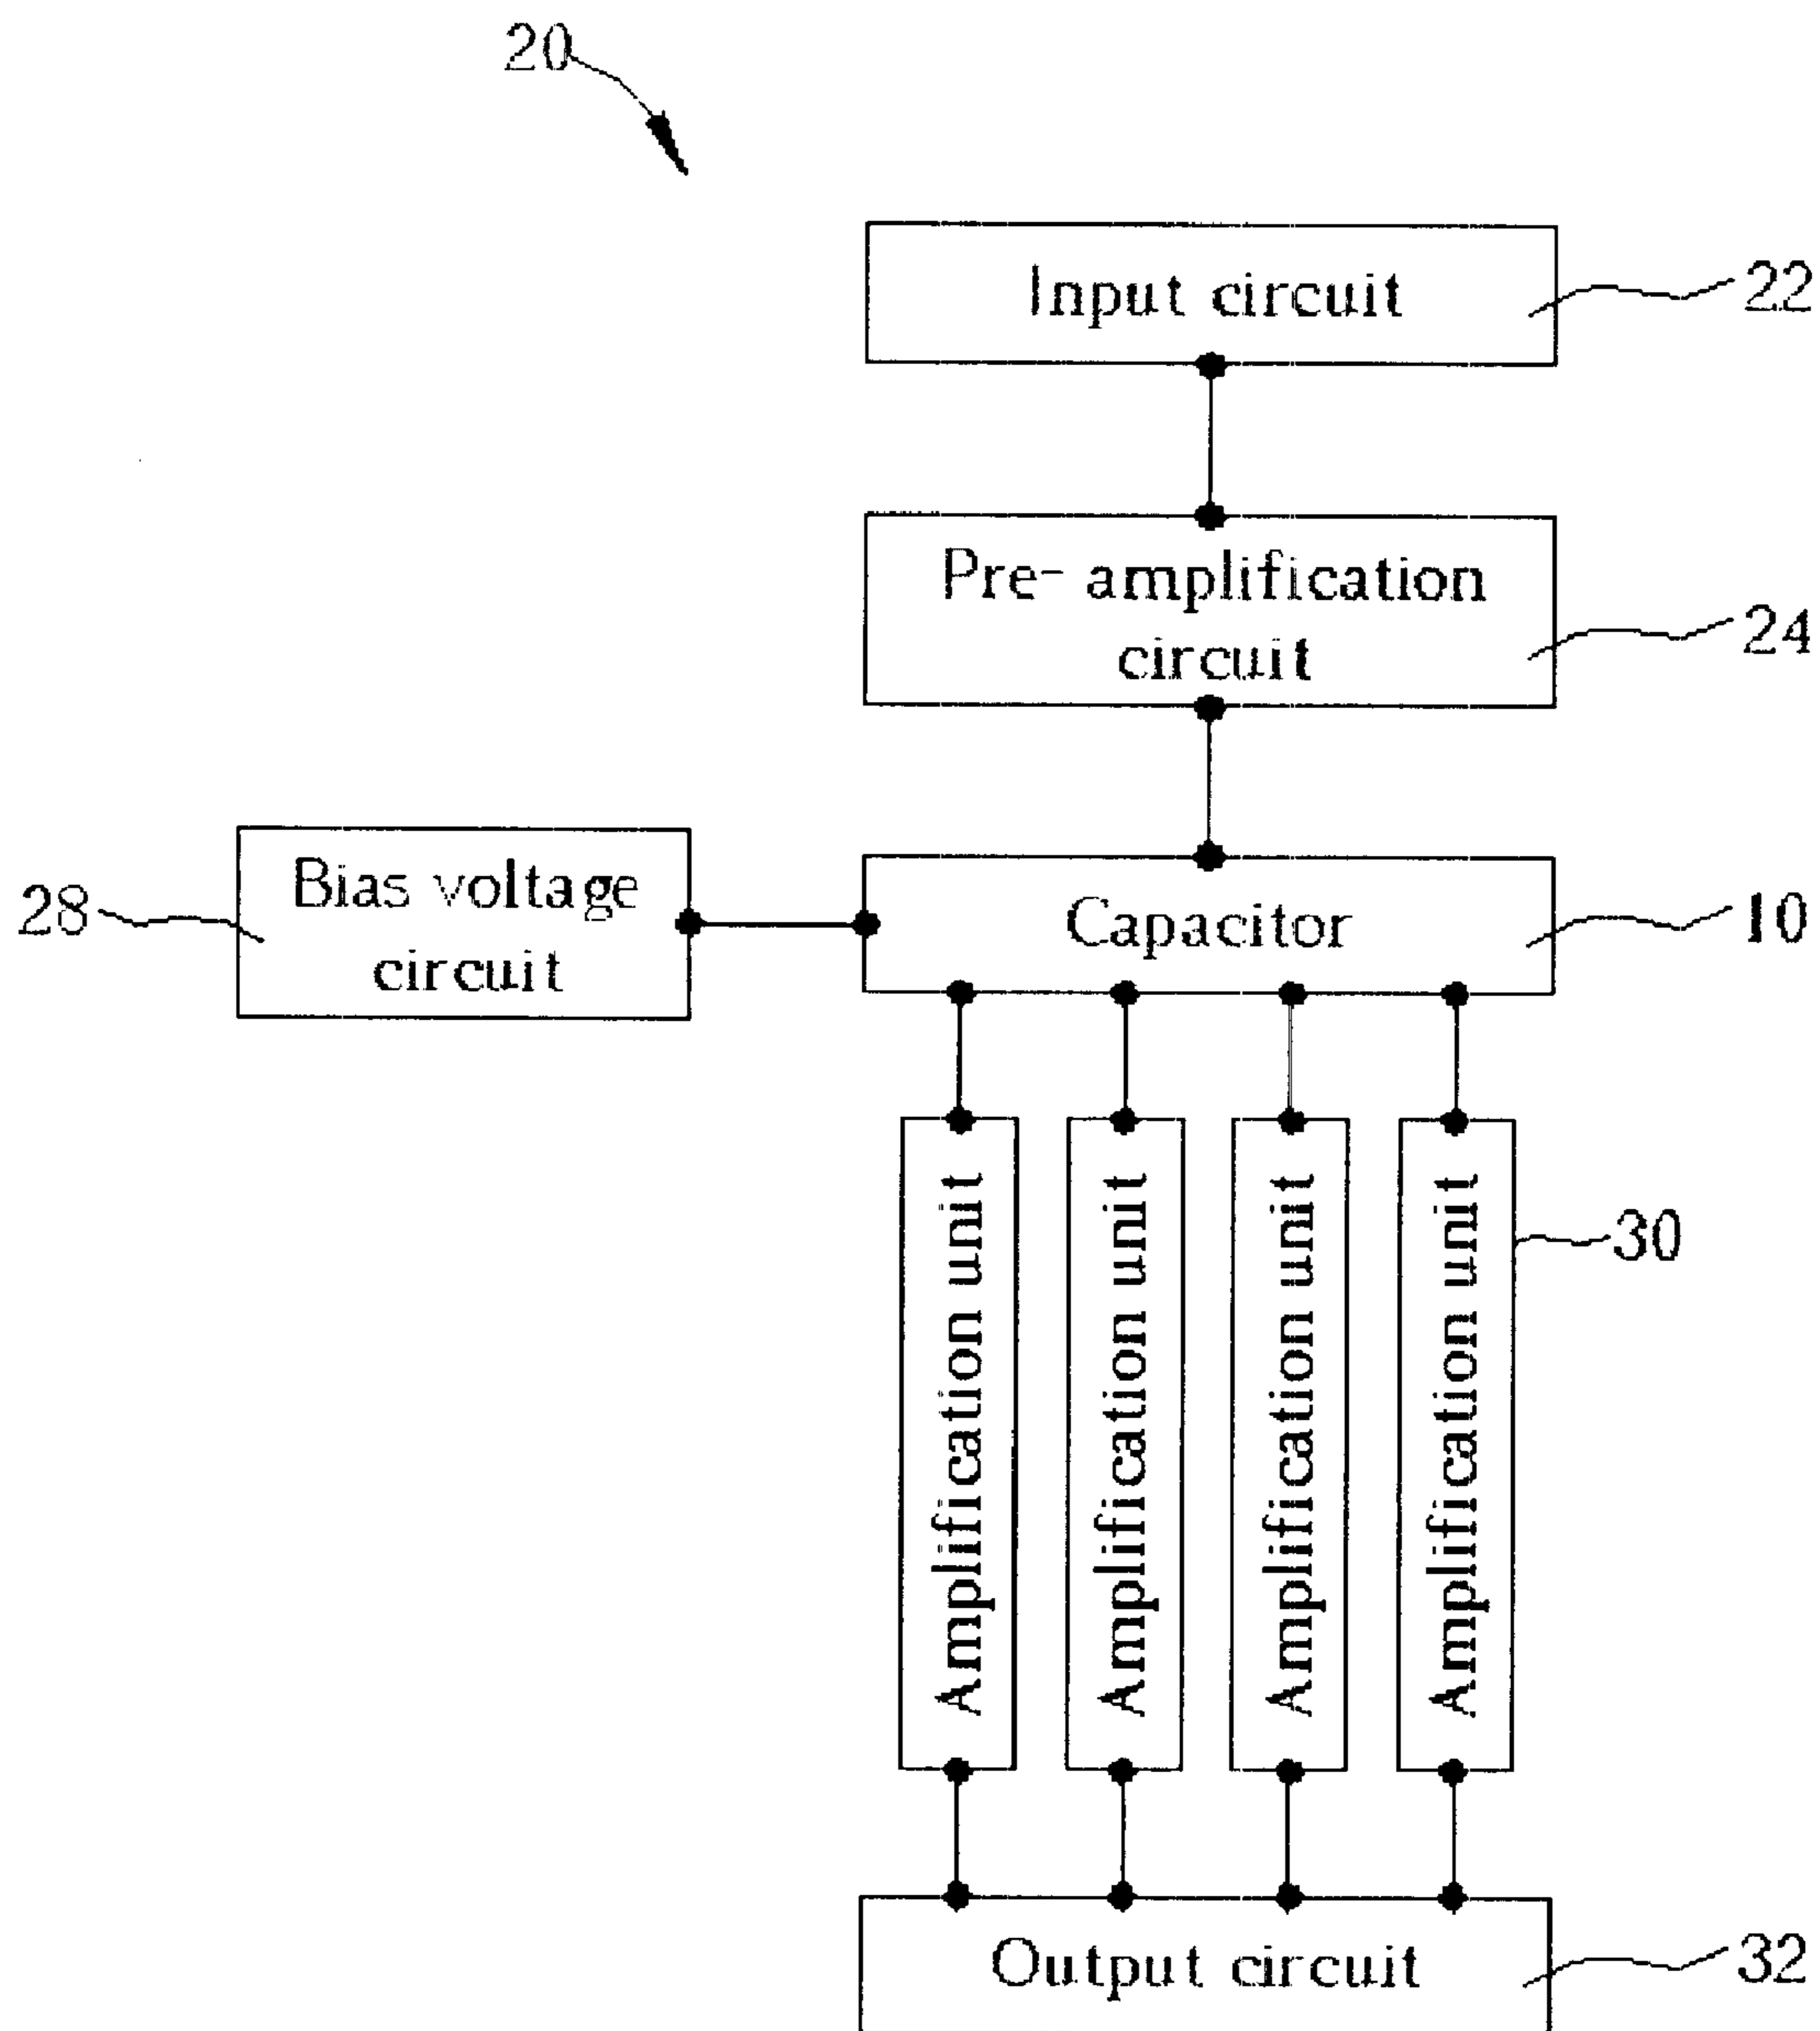 20
Input circuit
22
Pre- amplification
circuit
24
Bias voltage
circuit
28
Capacitor
10
Amplification unit
Amplification unit
Amplification unit
Amplification unit
30
Output circuit
32